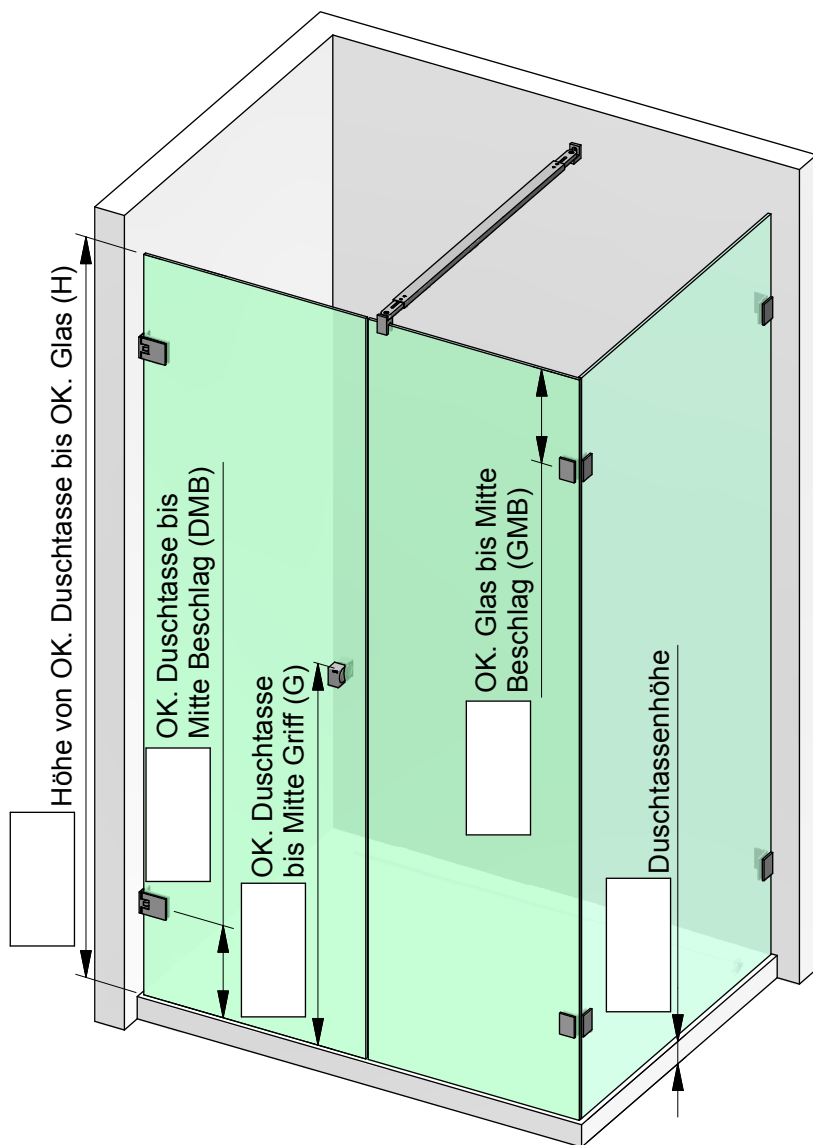 Höhe von OK. Duschtasse bis OK. Glas (H)
OK. Duschtasse bis
Mitte Beschlag (DMB)
OK. Duschtasse
bis Mitte Griff (G)
OK. Glas bis Mitte
Beschlag (GMB)
Duschtassenhöhe